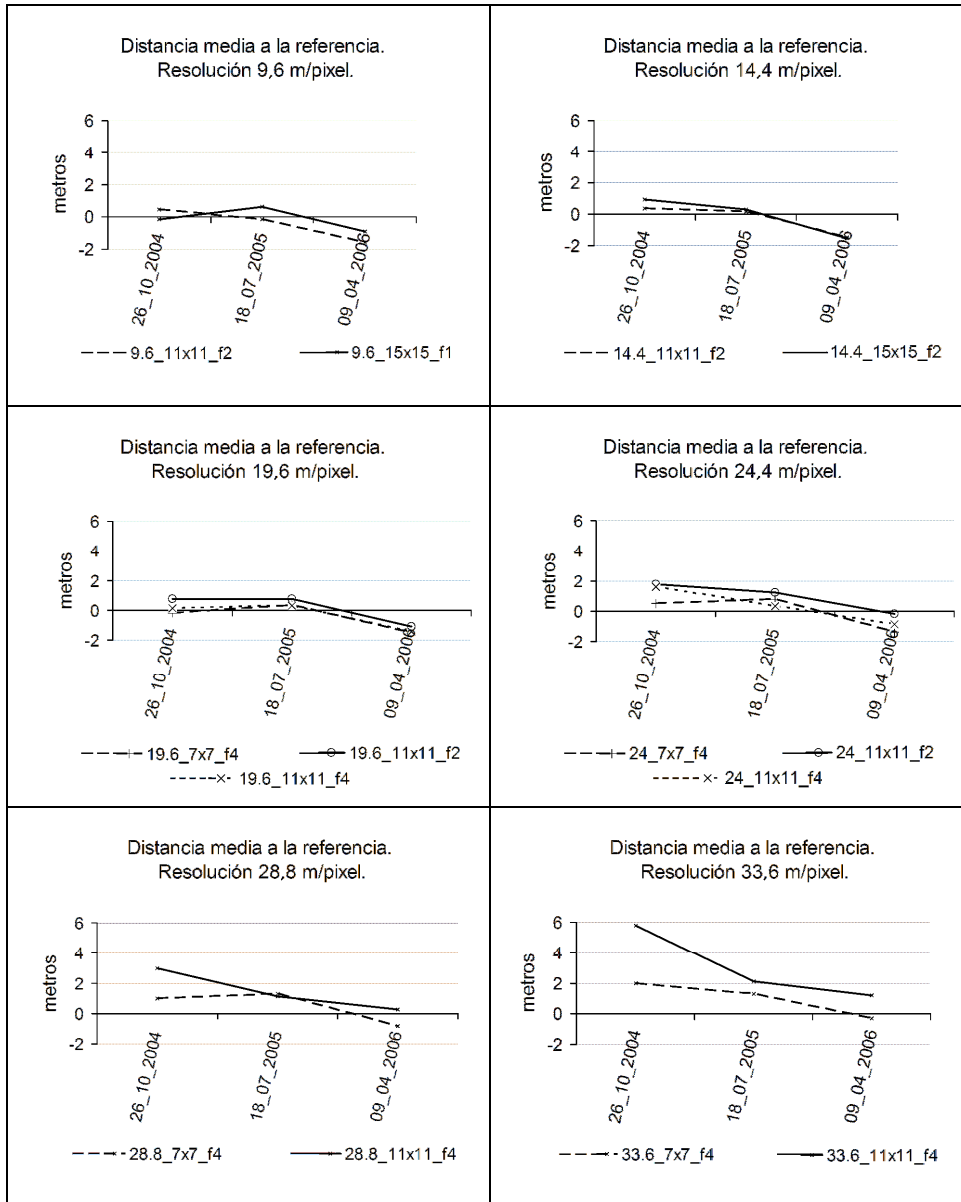 Distancia media a la referencia.
Resolución 9,6 m/pixel.
metros
6
4
2
0
-2
26_10_2004
18_07_2005
09_04_2006
9.6_11x11_f2
9.6_15x15_f1
Distancia media a la referencia.
Resolución 14,4 m/pixel.
metros
6
4
2
0
-2
26_10_2004
18_07_2005
09_04_2006
14.4_11x11_f2
14.4_15x15_f2
Distancia media a la referencia.
Resolución 19,6 m/pixel.
metros
6
4
2
0
-2
26_10_2004
18_07_2005
09_04_2006
19.6_7x7_f4
19.6_11x11_f2
19.6_11x11_f4
Distancia media a la referencia.
Resolución 24,4 m/pixel.
metros
6
4
2
0
-2
26_10_2004
18_07_2005
09_04_2006
24_7x7_f4
24_11x11_f2
24_11x11_f4
Distancia media a la referencia.
Resolución 28,8 m/pixel.
metros
6
4
2
0
-2
26_10_2004
18_07_2005
09_04_2006
28.8_7x7_f4
28.8_11x11_f4
Distancia media a la referencia.
Resolución 33,6 m/pixel.
metros
6
4
2
0
-2
26_10_2004
18_07_2005
09_04_2006
33.6_7x7_f4
33.6_11x11_f4